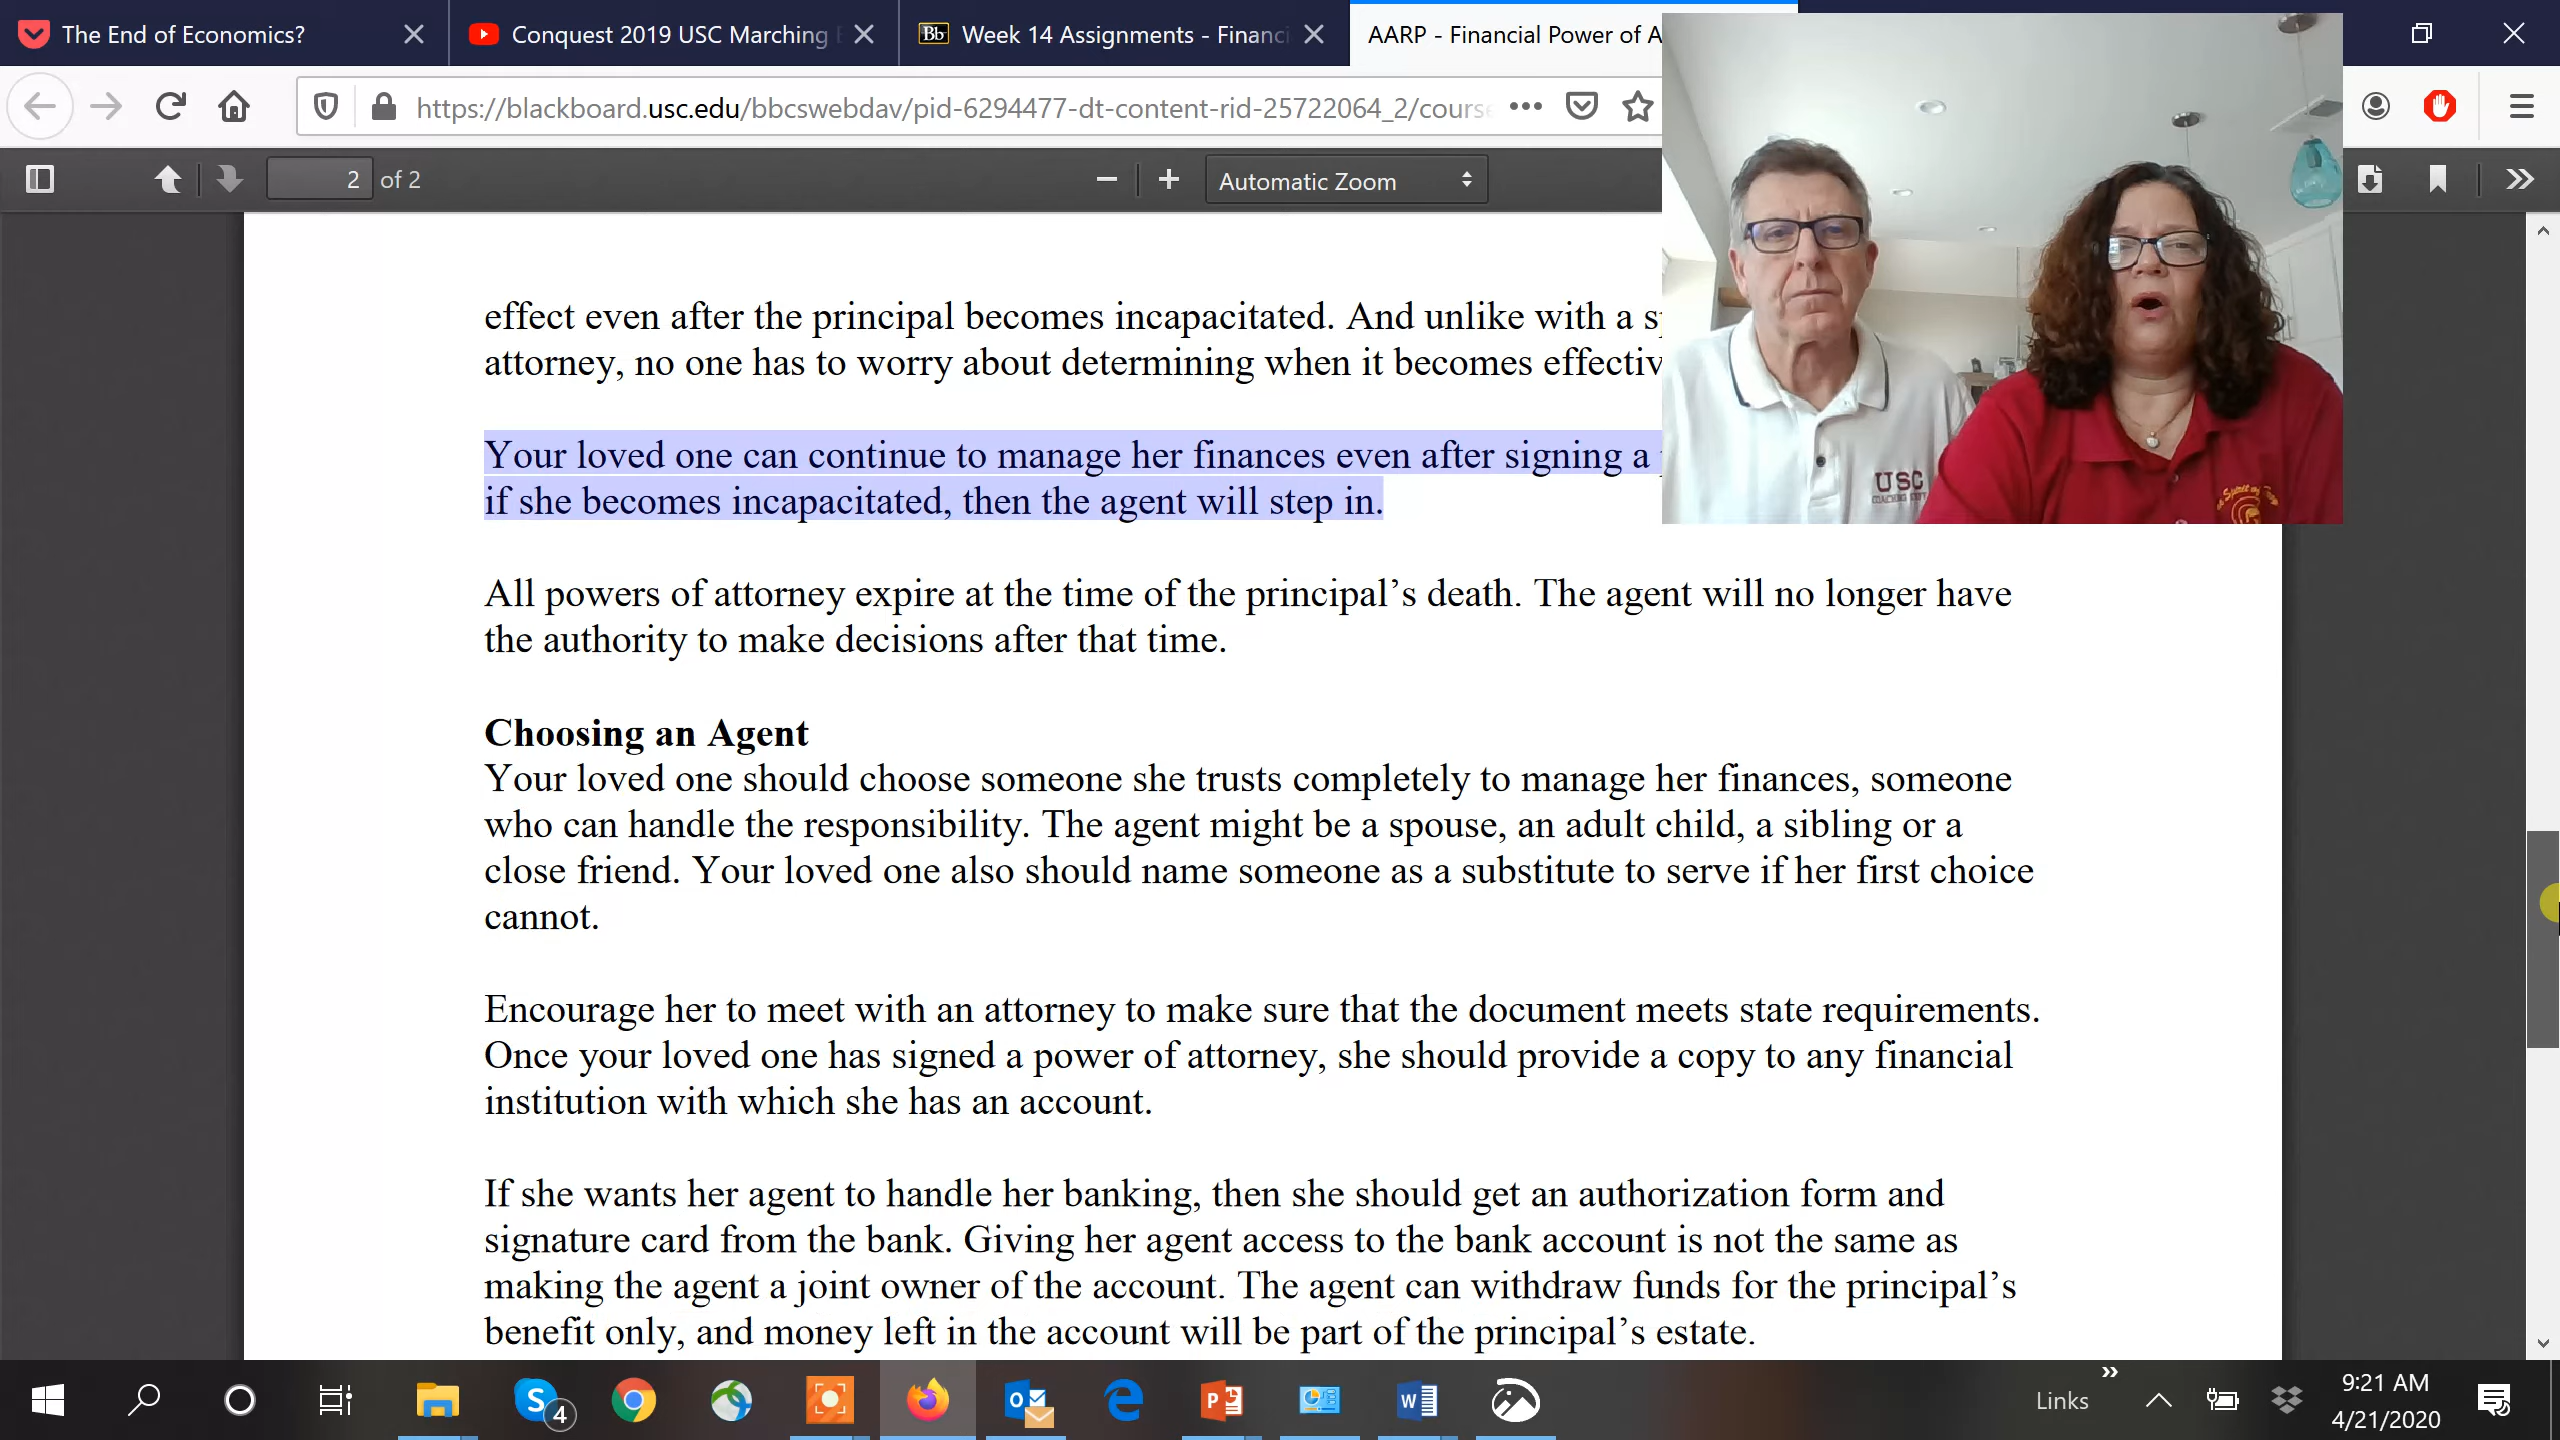 The End of Economics?
Conquest 2019 USC Marching
Week 14 Assignments - Financi
AARP - Financial Power of A
https://blackboard.usc.edu/bbcswebdav/pid-6294477-dt-content-rid-25722064_2/cours
2 of 2
Automatic Zoom
effect even after the principal becomes incapacitated. And unlike with a
attorney, no one has to worry about determining when it becomes
Your loved one can continue to manage her finances even after signing a
if she becomes incapacitated, then the agent will step in.
USC
All powers of attorney expire at the time of the principal’s death. The agent will no longer have
the authority to make decisions after that time.
Choosing an Agent
Your loved one should choose someone she trusts completely to manage her finances, someone
who can handle the responsibility. The agent might be a spouse, an adult child, a sibling or a
close friend. Your loved one also should name someone as a substitute to serve if her first choice
cannot.
Encourage her to meet with an attorney to make sure that the document meets state requirements.
Once your loved one has signed a power of attorney, she should provide a copy to any financial
institution with which she has an account.
If she wants her agent to handle her banking, then she should get an authorization form and
signature card from the bank. Giving her agent access to the bank account is not the same as
making the agent a joint owner of the account. The agent can withdraw funds for the principal’s
benefit only, and money left in the account will be part of the principal’s estate.
4
Links
9:21 AM
4/21/2020